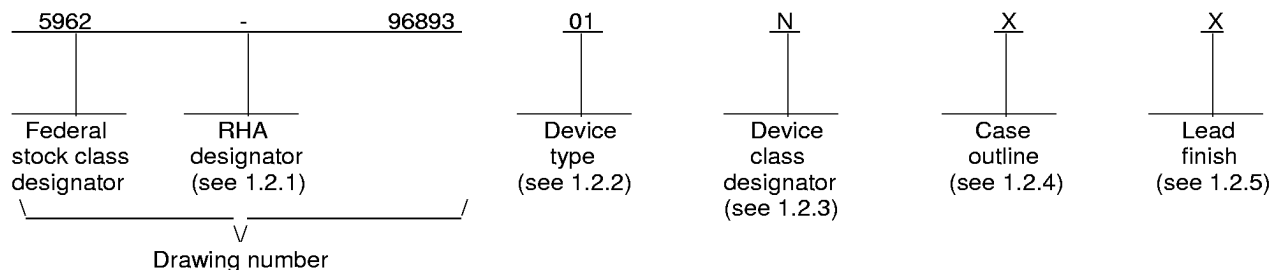 5962 - 96893 01 N X X
Federal stock class designator
RHA designator (see 1.2.1)
Device type (see 1.2.2)
Device class designator (see 1.2.3)
Case outline (see 1.2.4)
Lead finish (see 1.2.5)
Drawing number